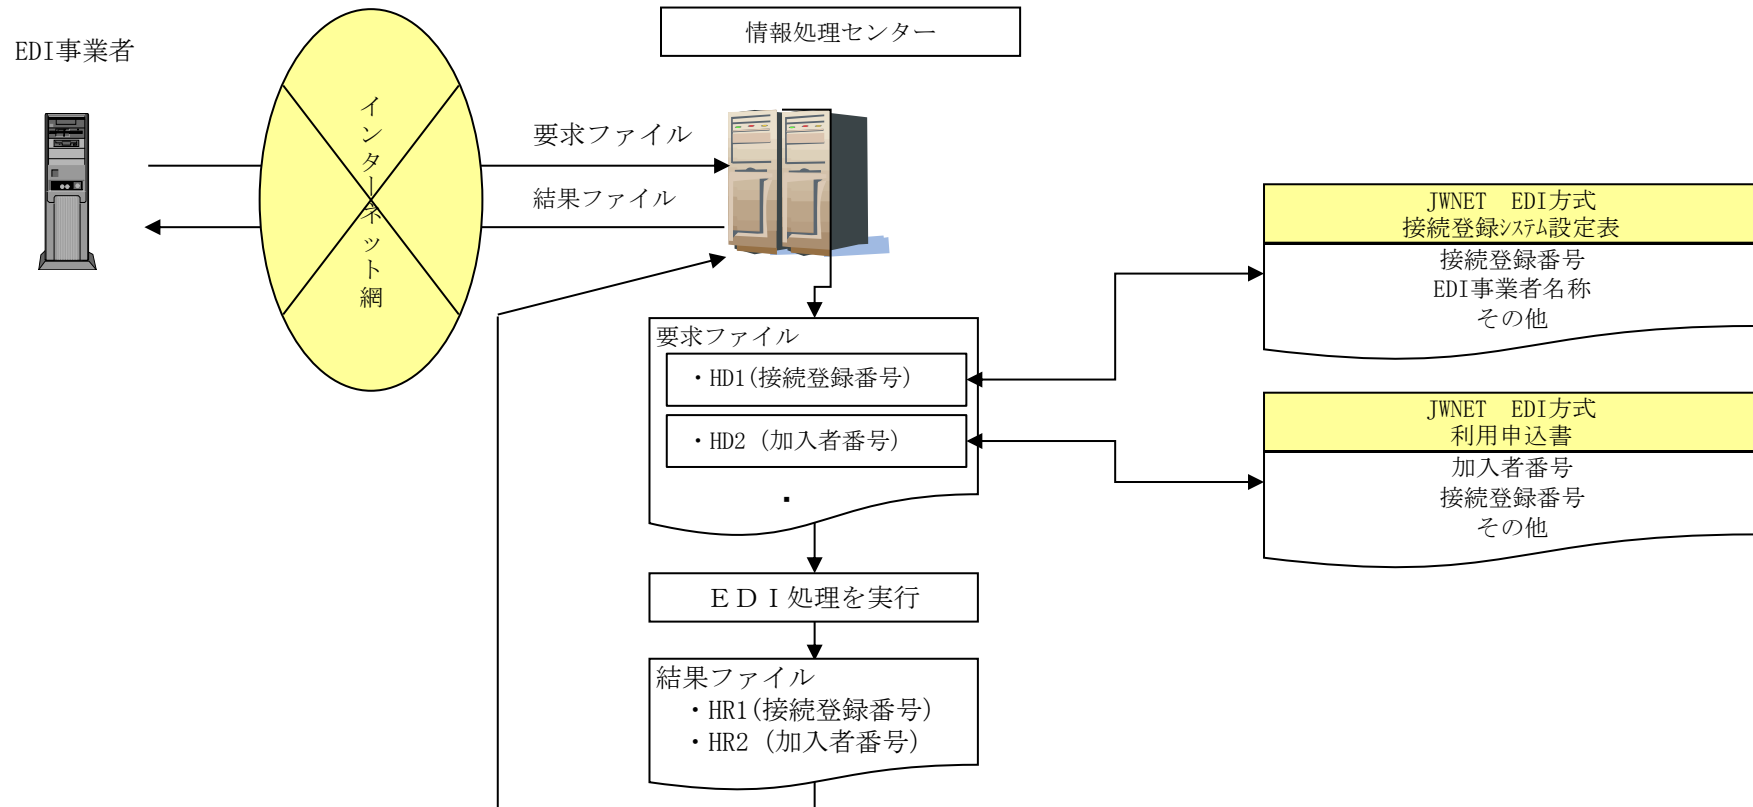 情報処理センター
EDI事業者
インターネット網
要求ファイル
結果ファイル
JWNET　EDI方式
接続登録ｼｽﾃﾑ設定表
接続登録番号
EDI事業者名称
その他
要求ファイル
・HD1(接続登録番号)
・HD2 (加入者番号)
.
JWNET　EDI方式
利用申込書
加入者番号
接続登録番号
その他
ＥＤＩ処理を実行
結果ファイル
・HR1(接続登録番号)
・HR2 (加入者番号)